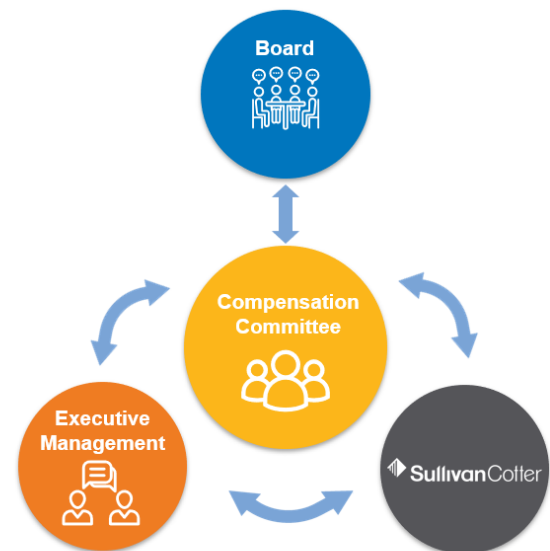 Board
Compensation
Committee
Executive
Management
SullivanCotter